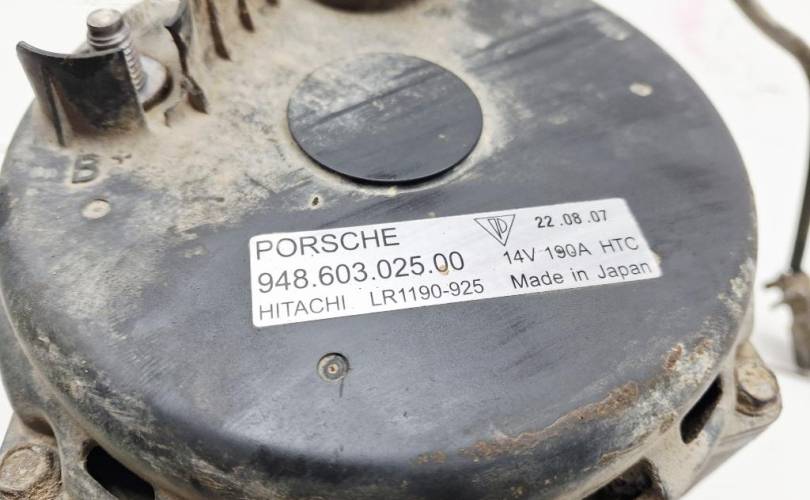 B+
PORSCHE
22.08.07
948.603.025.00
14V 190A HTC
HITACHI LR1190-925
Made in Japan